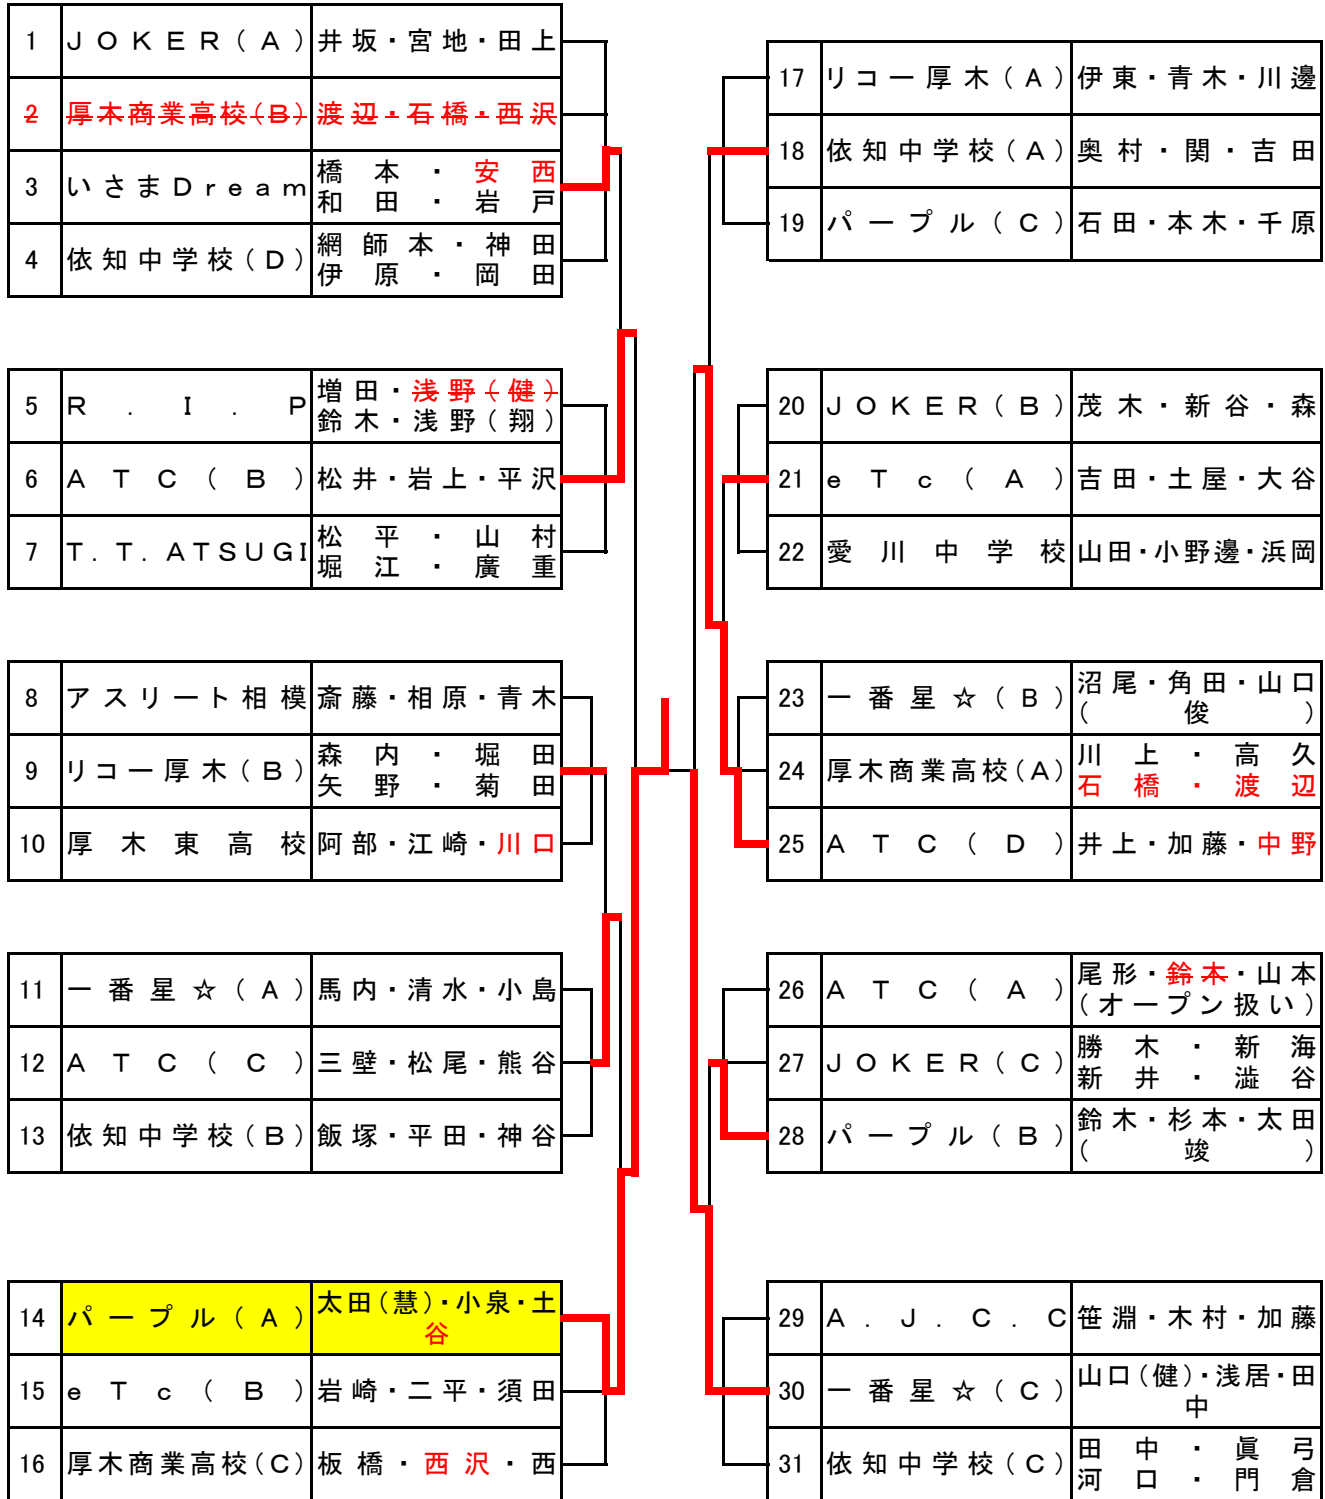 1 JOKER(A) 井坂・宮地・田上
2 厚木商業高校(B) 渡辺・石橋・西沢
3 いさまDream 橋本・安西
和田・岩戸
4 依知中学校(D) 網師本・神田
伊原・岡田
5 R.I.P 増田・浅野(健)
鈴木・浅野(翔)
6 ATC(B) 松井・岩上・平沢
7 T.T.ATSUGI 松平・山村
堀江・廣重
8 アスリート相模 斎藤・相原・青木
9 リコー厚木(B) 森内・堀田
矢野・菊田
10 厚木東高校 阿部・江崎・川口
11 一番星☆(A) 馬内・清水・小島
12 ATC(C) 三壁・松尾・熊谷
13 依知中学校(B) 飯塚・平田・神谷
14 パープル(A) 太田(慧)・小泉・土
谷
15 eTc(B) 岩崎・二平・須田
16 厚木商業高校(C) 板橋・西沢・西
17 リコー厚木(A) 伊東・青木・川邊
18 依知中学校(A) 奥村・関・吉田
19 パープル(C) 石田・本木・千原
20 JOKER(B) 茂木・新谷・森
21 eTc(A) 吉田・土屋・大谷
22 愛川中学校 山田・小野邊・浜岡
23 一番星☆(B) 沼尾・角田・山口
(俊)
24 厚木商業高校(A) 川上・高久
石橋・渡辺
25 ATC(D) 井上・加藤・中野
26 ATC(A) 尾形・鈴木・山本
(オープン扱い)
27 JOKER(C) 勝木・新海
新井・澁谷
28 パープル(B) 鈴木・杉本・太田
(竣)
29 A.J.C.C 笹淵・木村・加藤
30 一番星☆(C) 山口(健)・浅居・田
中
31 依知中学校(C) 田中・眞弓
河口・門倉